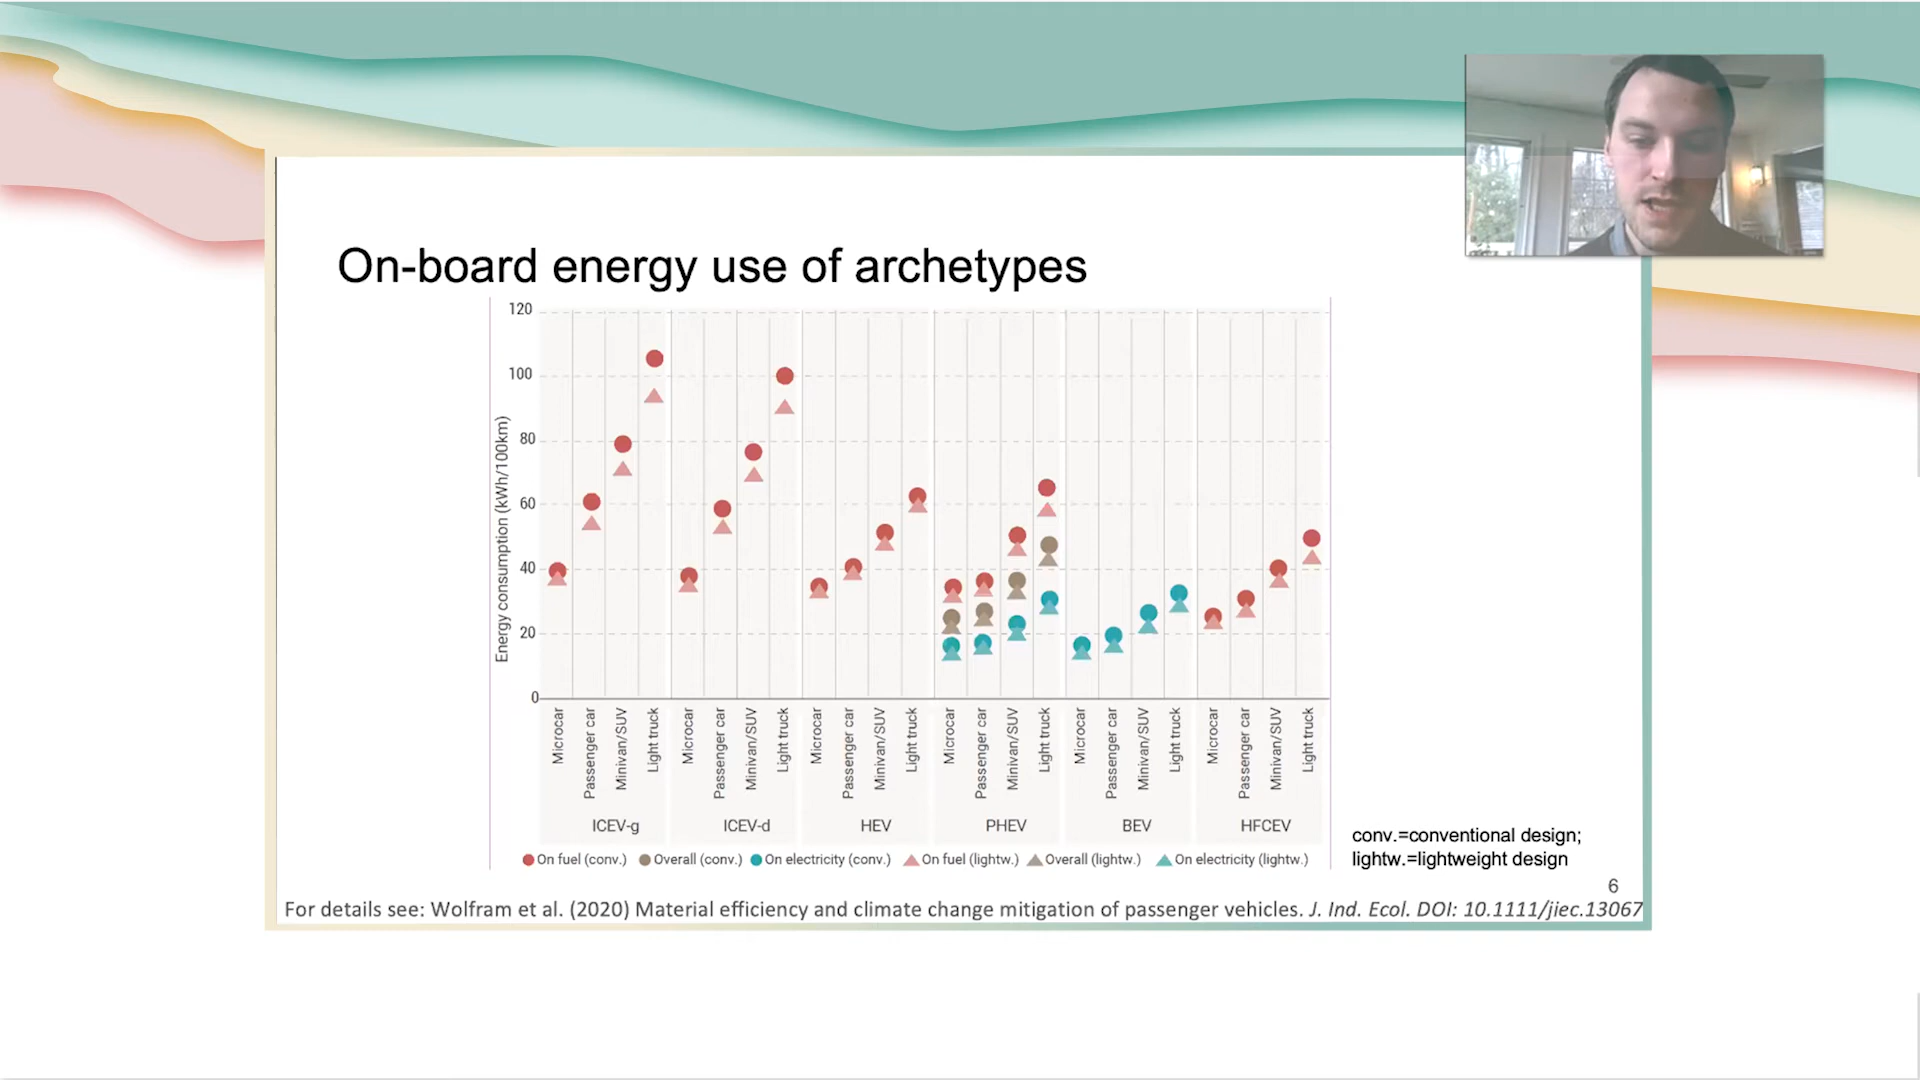 On-board energy use of archetypes
120
100
80
60
40
20
0
Energy consumption (kWh/100km)
Microcar
Passenger car
Minivan/SUV
Light truck
Microcar
Passenger car
Minivan/SUV
Light truck
Microcar
Passenger car
Minivan/SUV
Light truck
Microcar
Passenger car
Minivan/SUV
Light truck
Microcar
Passenger car
Minivan/SUV
Light truck
Microcar
Passenger car
Minivan/SUV
Light truck
ICEV-g ICEV-d HEV PHEV BEV HFCEV
On fuel (conv.) Overall (conv.) On electricity (conv.) On fuel (lightw.) Overall (lightw.) On electricity (lightw.)
conv.=conventional design;
lightw.=lightweight design
6
For details see: Wolfram et al. (2020) Material efficiency and climate change mitigation of passenger vehicles. J. Ind. Ecol. DOI: 10.1111/jiec.13067